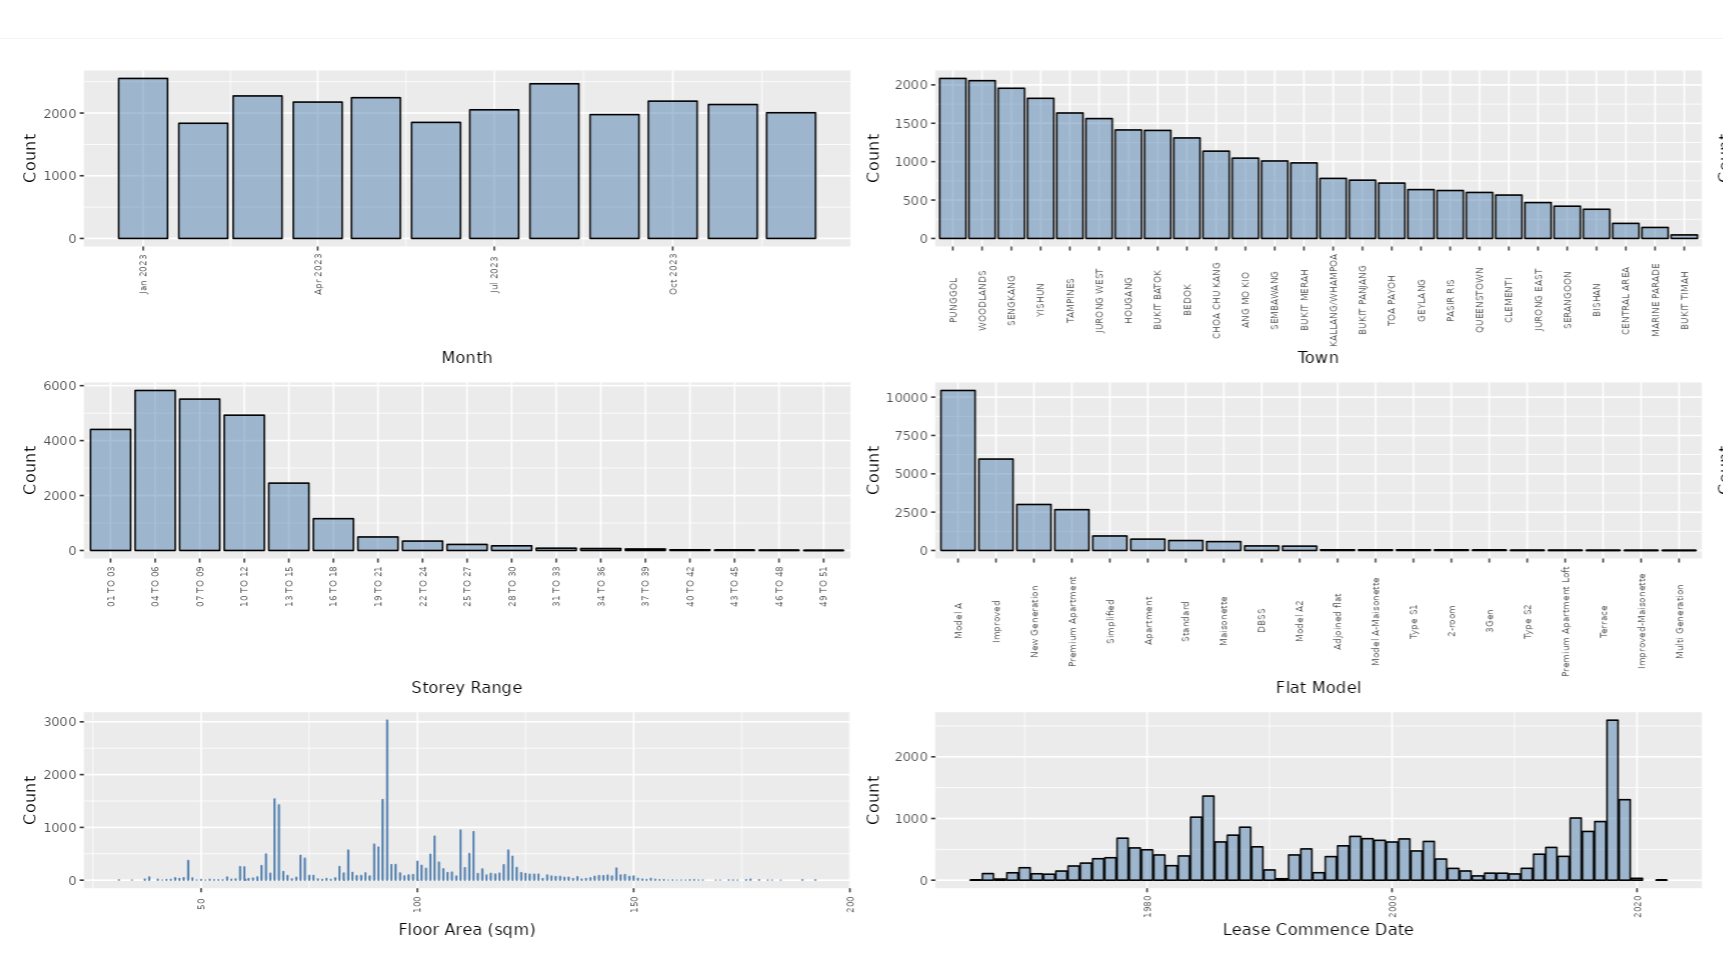 Count
2000
1000
0
Jan 2023
Apr 2023
Jul 2023
Oct 2023
Month
Count
2000
1500
1000
500
0
PUNGGOL
WOODLANDS
SENGKANG
YISHUN
TAMPINES
JURONG WEST
HOUGANG
BUKIT BATOK
BEDOK
CHOA CHU KANG
ANG MO KIO
SEMBAWANG
BUKIT MERAH
KALLANG/WHAMPOA
BUKIT PANJANG
TOA PAYOH
GEYLANG
PASIR RIS
QUEENSTOWN
CLEMENTI
JURONG EAST
SERANGOON
BISHAN
CENTRAL AREA
MARINE PARADE
BUKIT TIMAH
Town
Count
6000
4000
2000
0
01 TO 03
04 TO 06
07 TO 09
10 TO 12
13 TO 15
16 TO 18
19 TO 21
22 TO 24
25 TO 27
28 TO 30
31 TO 33
34 TO 36
37 TO 39
40 TO 42
43 TO 45
46 TO 48
49 TO 51
Storey Range
Count
10000
7500
5000
2500
0
Model A
Improved
New Generation
Premium Apartment
Simplified
Apartment
Standard
Maisonette
DBSS
Model A2
Adjoined flat
Model A-Maisonette
Type S1
2-room
3Gen
Type S2
Premium Apartment Loft
Terrace
Improved-Maisonette
Multi Generation
Flat Model
Count
3000
2000
1000
0
50
100
150
200
Floor Area (sqm)
Count
2000
1000
0
1980
2000
2020
Lease Commence Date